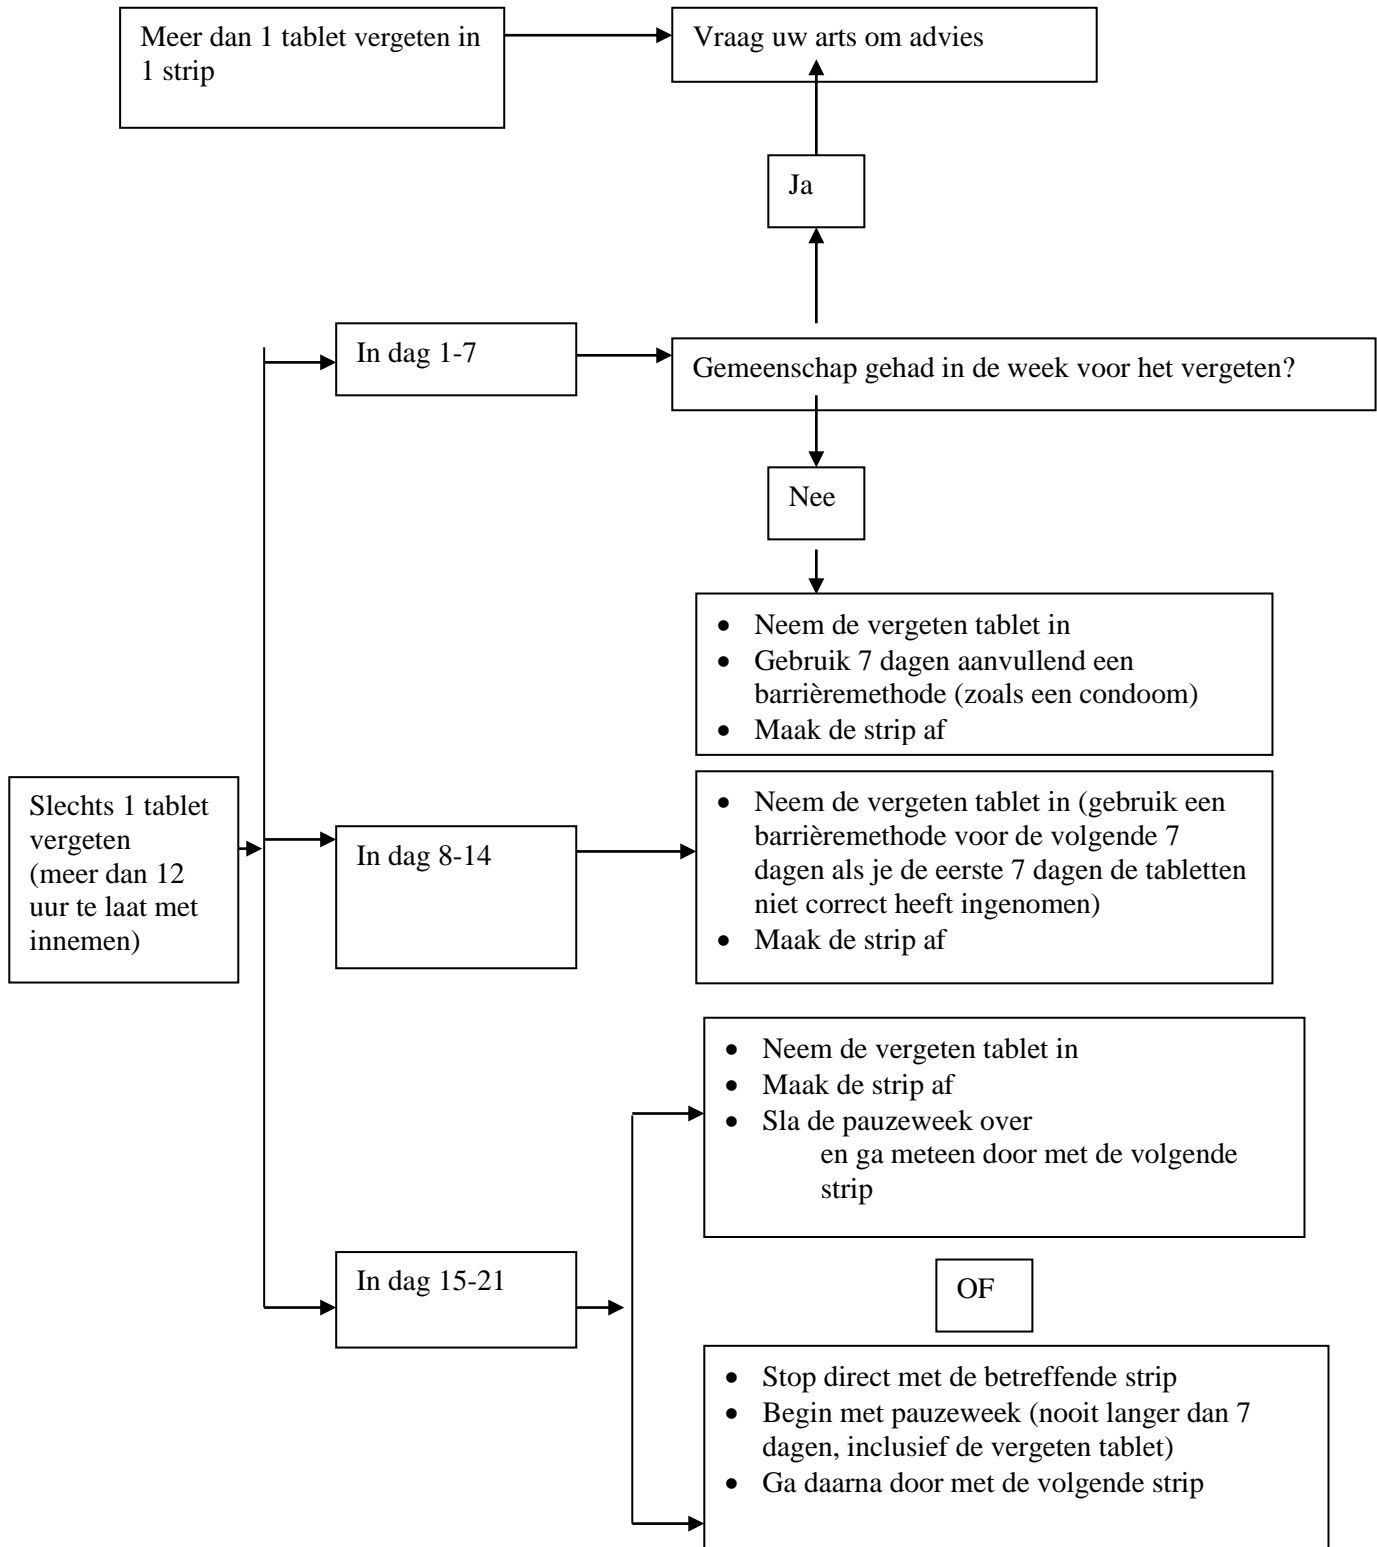 Meer dan 1 tablet vergeten in
1 strip
Vraag uw arts om advies
Ja
In dag 1-7
Gemeenschap gehad in de week voor het vergeten?
Nee
• Neem de vergeten tablet in
• Gebruik 7 dagen aanvullend een
barrièremethode (zoals een condoom)
• Maak de strip af
Slechts 1 tablet
vergeten
(meer dan 12
uur te laat met
innemen)
In dag 8-14
• Neem de vergeten tablet in (gebruik een
barrièremethode voor de volgende 7
dagen als je de eerste 7 dagen de tabletten
niet correct heeft ingenomen)
• Maak de strip af
In dag 15-21
• Neem de vergeten tablet in
• Maak de strip af
• Sla de pauzeweek over
en ga meteen door met de volgende
strip
OF
• Stop direct met de betreffende strip
• Begin met pauzeweek (nooit langer dan 7
dagen, inclusief de vergeten tablet)
• Ga daarna door met de volgende strip